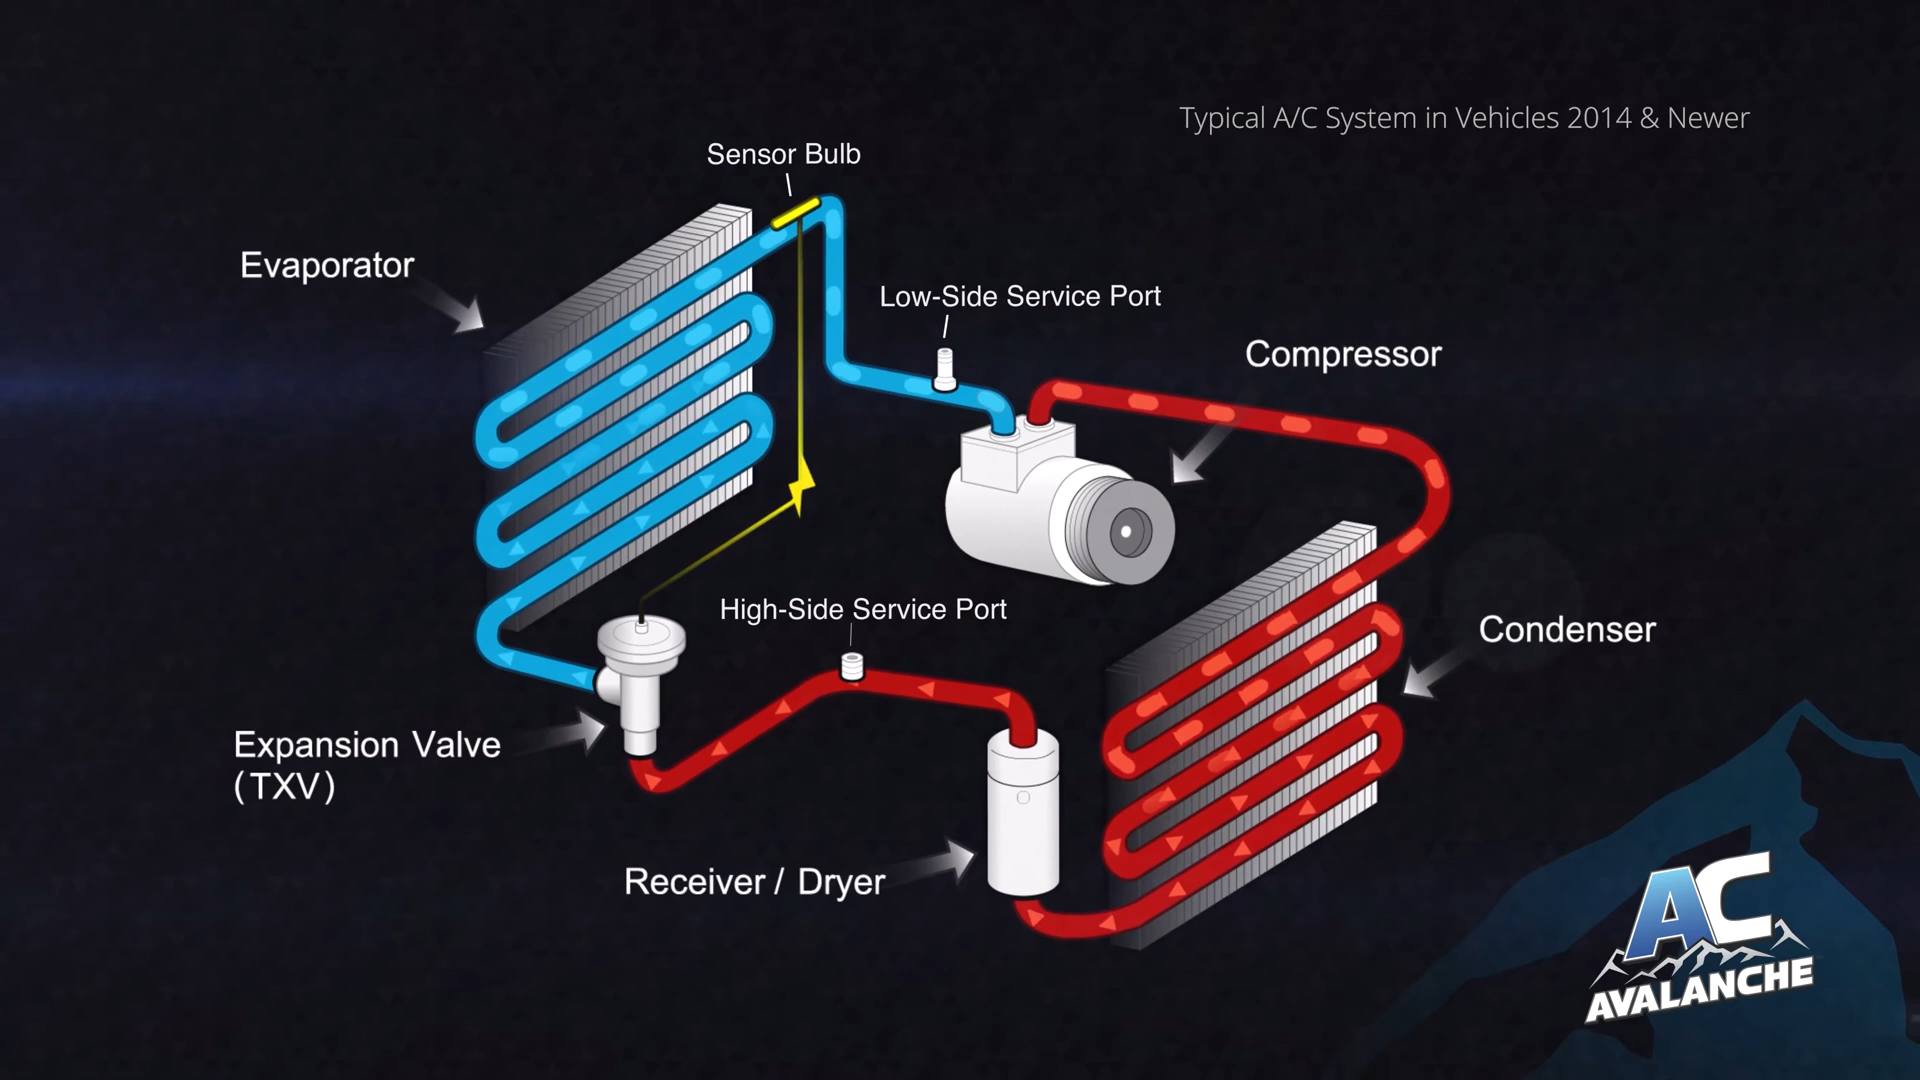 Typical A/C System in Vehicles 2014 & Newer
Sensor Bulb
Evaporator
Low-Side Service Port
Compressor
High-Side Service Port
Condenser
Expansion Valve
(TXV)
Receiver / Dryer
AC
AVALANCHE